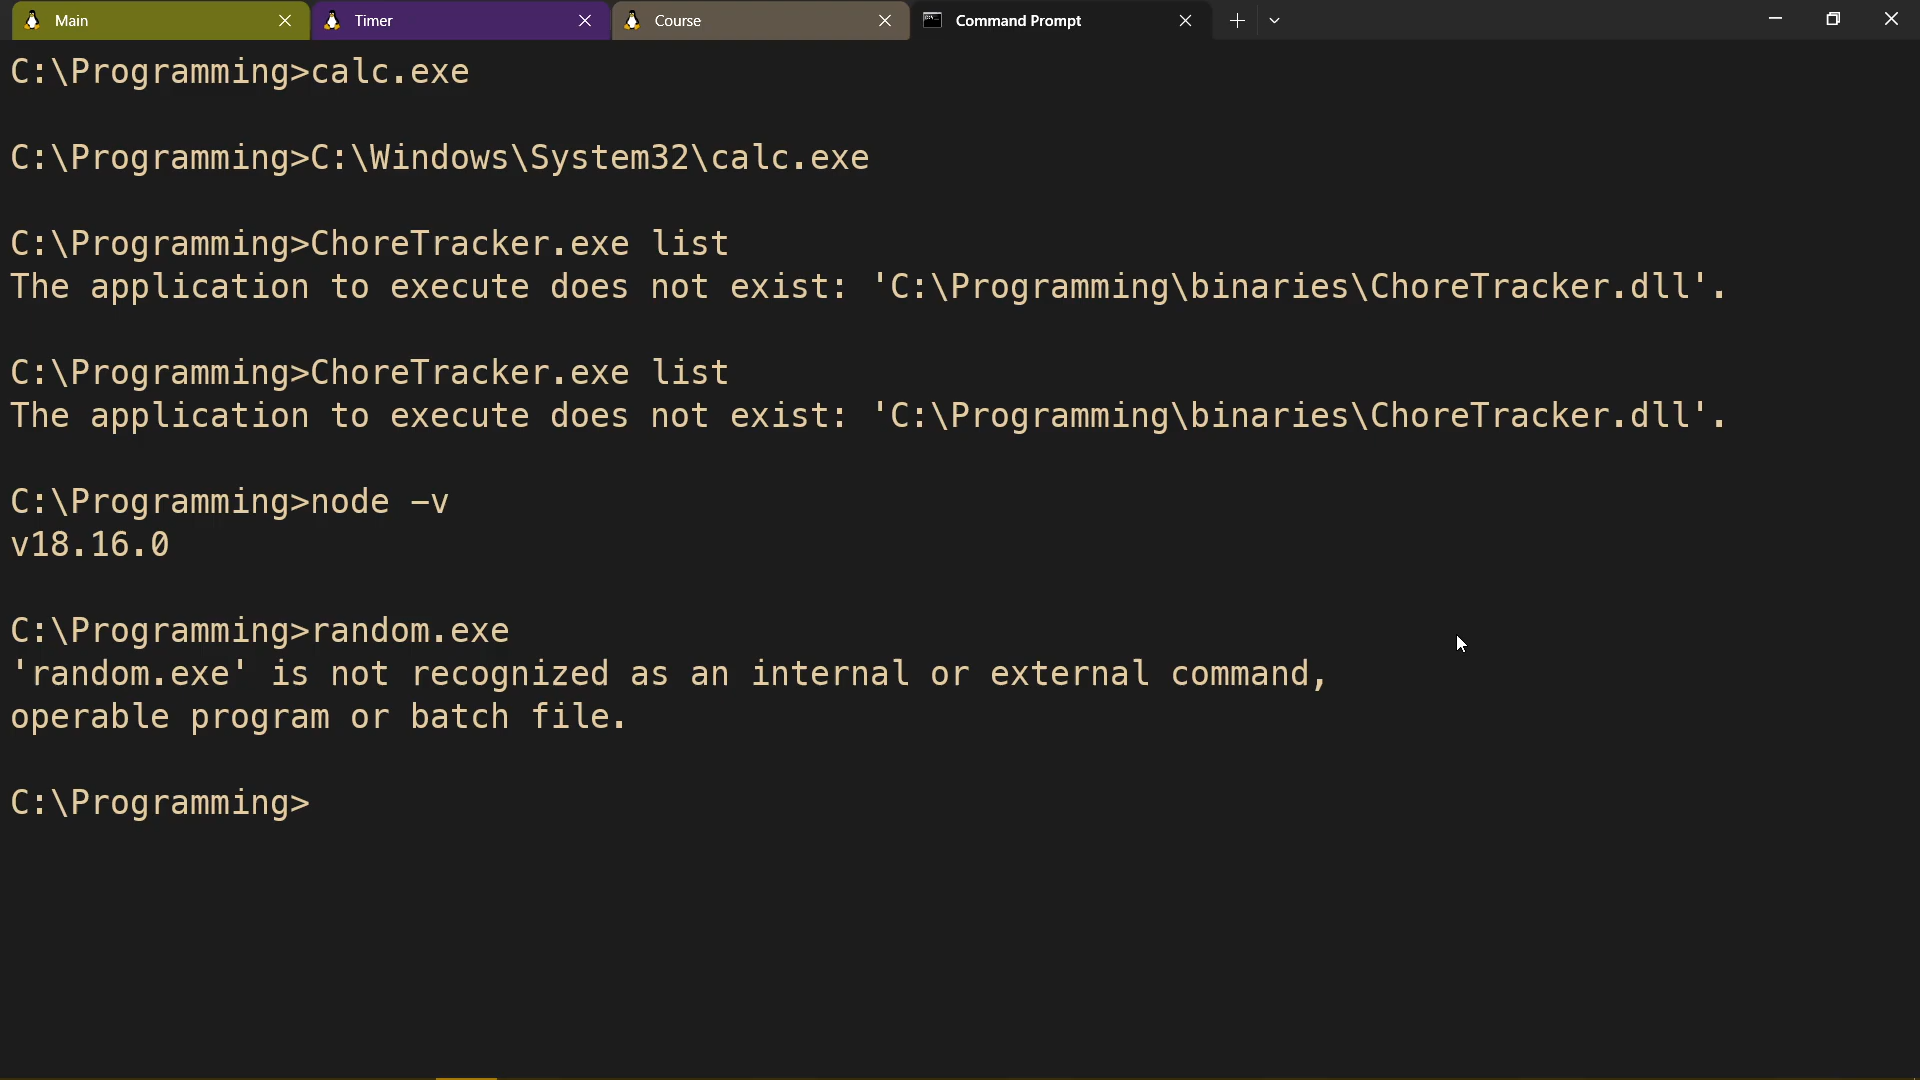 Main
Timer
Course
Command Prompt
C:\Programming>calc.exe
C:\Programming>C:\Windows\System32\calc.exe
C:\Programming>ChoreTracker.exe list
The application to execute does not exist: 'C:\Programming\binaries\ChoreTracker.dll'.
C:\Programming>ChoreTracker.exe list
The application to execute does not exist: 'C:\Programming\binaries\ChoreTracker.dll'.
C:\Programming>node -v
v18.16.0
C:\Programming>random.exe
'random.exe' is not recognized as an internal or external command,
operable program or batch file.
C:\Programming>